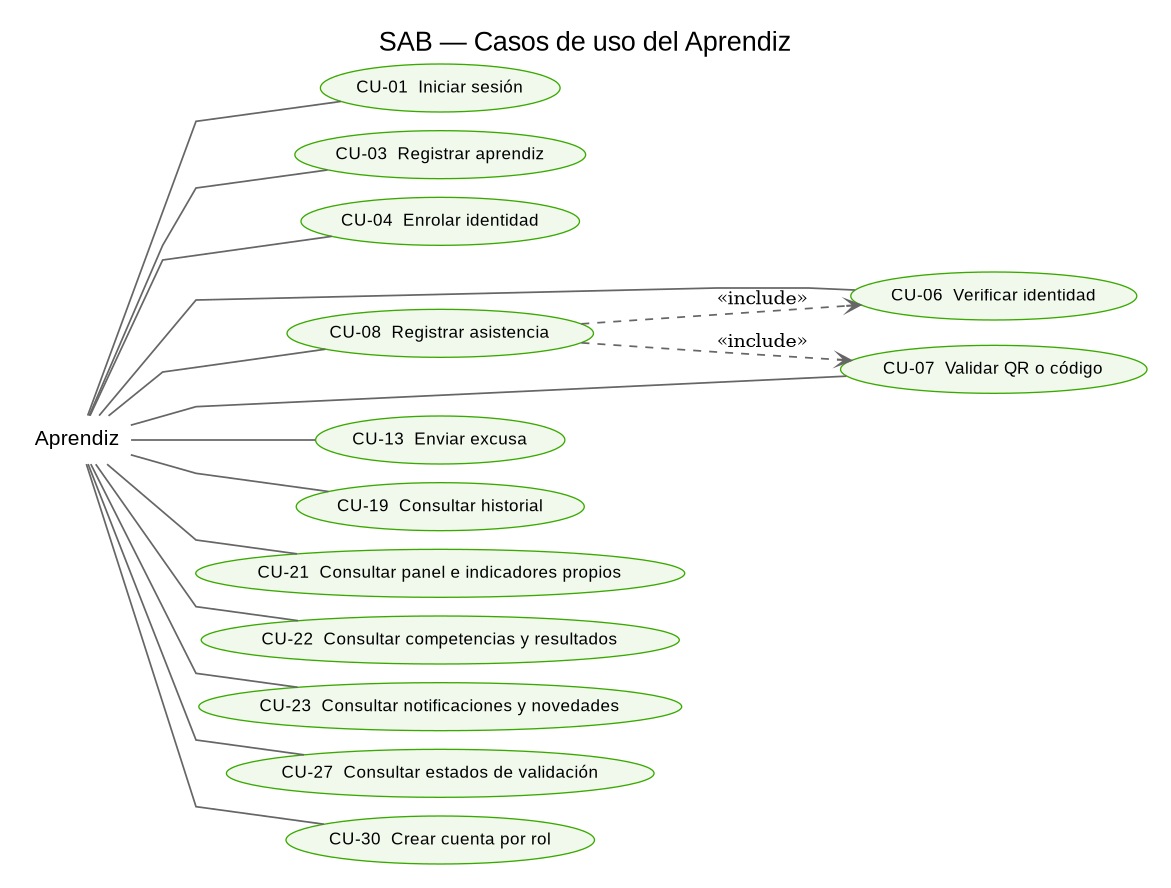 SAB — Casos de uso del Aprendiz
CU-01 Iniciar sesión
CU-03 Registrar aprendiz
CU-04 Enrolar identidad
CU-06 Verificar identidad
«include»
CU-08 Registrar asistencia
«include»
CU-07 Validar QR o código
Aprendiz
CU-13 Enviar excusa
CU-19 Consultar historial
CU-21 Consultar panel e indicadores propios
CU-22 Consultar competencias y resultados
CU-23 Consultar notificaciones y novedades
CU-27 Consultar estados de validación
CU-30 Crear cuenta por rol